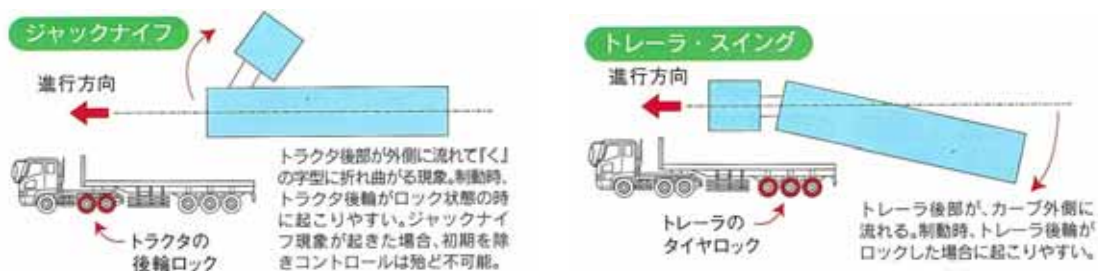 ジャックナイフ
進行方向
トラクタ後部が外側に流れて『く』
の字型に折れ曲がる現象。制動時、
トラクタ後輪がロック状態の時
に起こりやすい。ジャックナイ
フ現象が起きた場合、初期を除
きコントロールは殆ど不可能。
トラクタの
後輪ロック
トレーラ・スイング
進行方向
トレーラの
タイヤロック
トレーラ後部が、カーブ外側に
流れる。制動時、トレーラ後輪が
ロックした場合に起こりやすい。